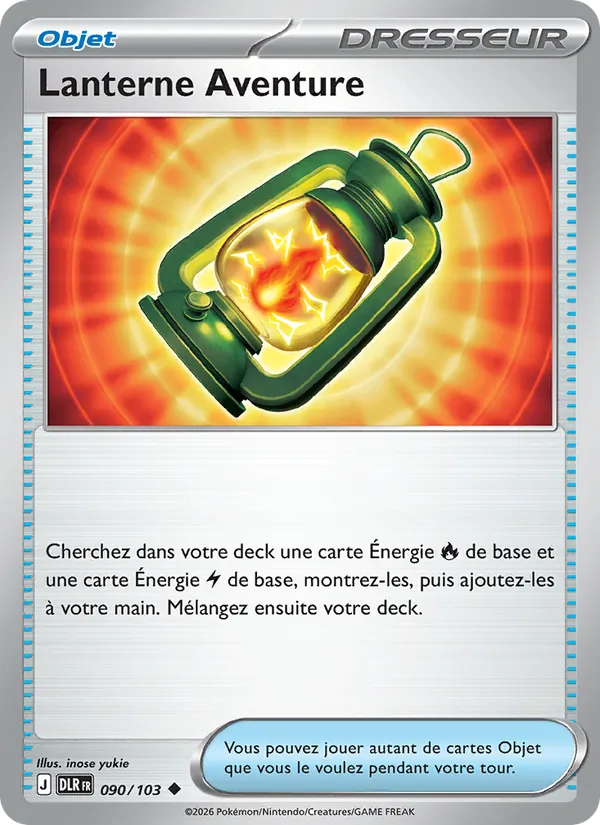 Objet
DRESSEUR
Lanterne Aventure
Cherchez dans votre deck une carte Énergie de base et
une carte Énergie de base, montrez-les, puis ajoutez-les
à votre main. Mélangez ensuite votre deck.
Vous pouvez jouer autant de cartes Objet
que vous le voulez pendant votre tour.
Illus. inose yukie
J DLR FR 090/103
©2026 Pokémon/Nintendo/Creatures/GAME FREAK